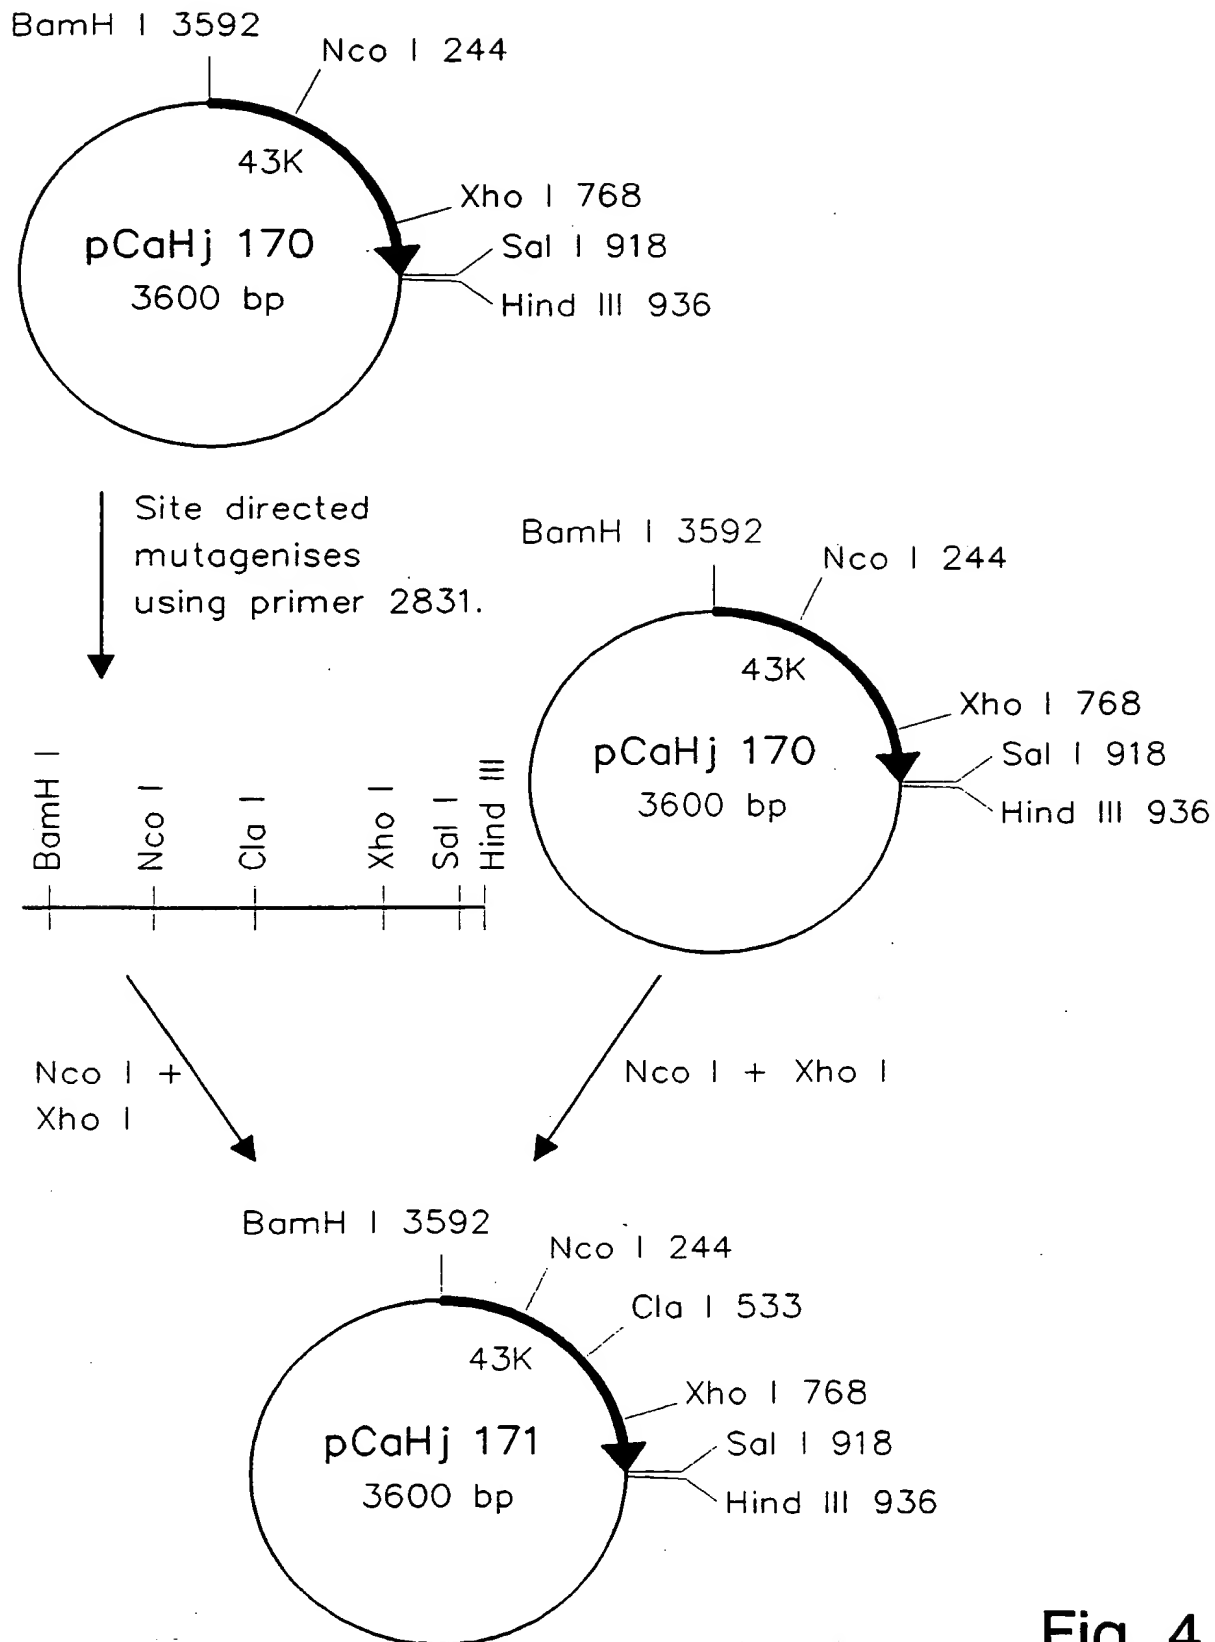 BamH I 3592
Nco I 244
43K
Xho I 768
pCaHj 170
Sal I 918
3600 bp
Hind III 936
Site directed
mutagenises
using primer 2831.
BamH I 3592
Nco I 244
43K
Xho I 768
pCaHj 170
Sal I 918
3600 bp
Hind III 936
BamH I
Nco I
Cla I
Xho I
Sal I
Hind III
Nco I +
Xho I
Nco I + Xho I
BamH I 3592
Nco I 244
Cla I 533
43K
Xho I 768
pCaHj 171
Sal I 918
3600 bp
Hind III 936
Fig. 4